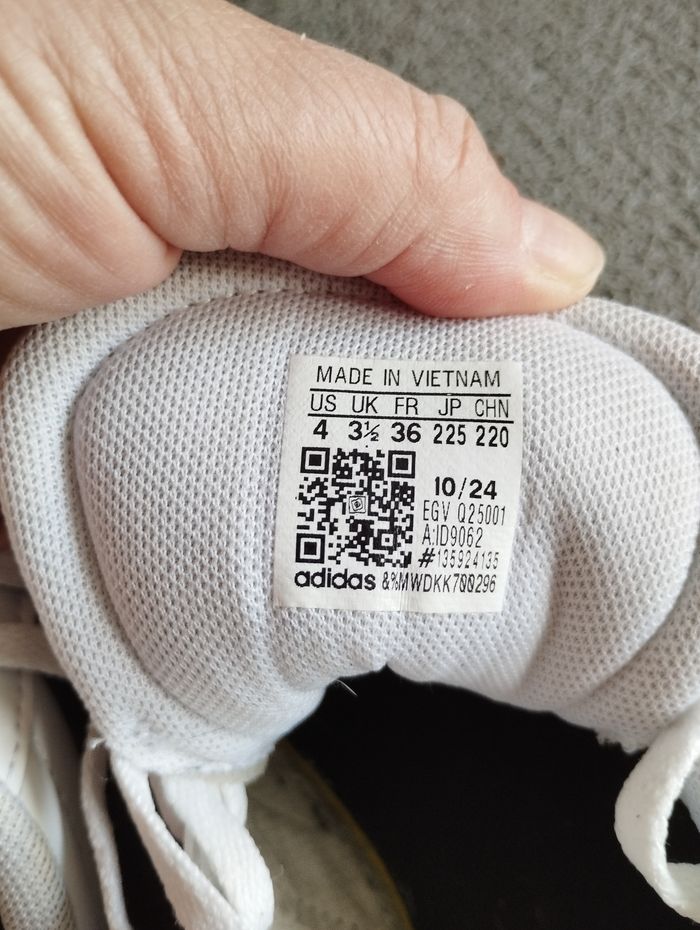 MADE IN VIETNAM
US UK FR JP CHN
4 3½ 36 225 220
10/24
EGV Q25001
A:ID9062
#135924135
adidas &%MWDKK700296